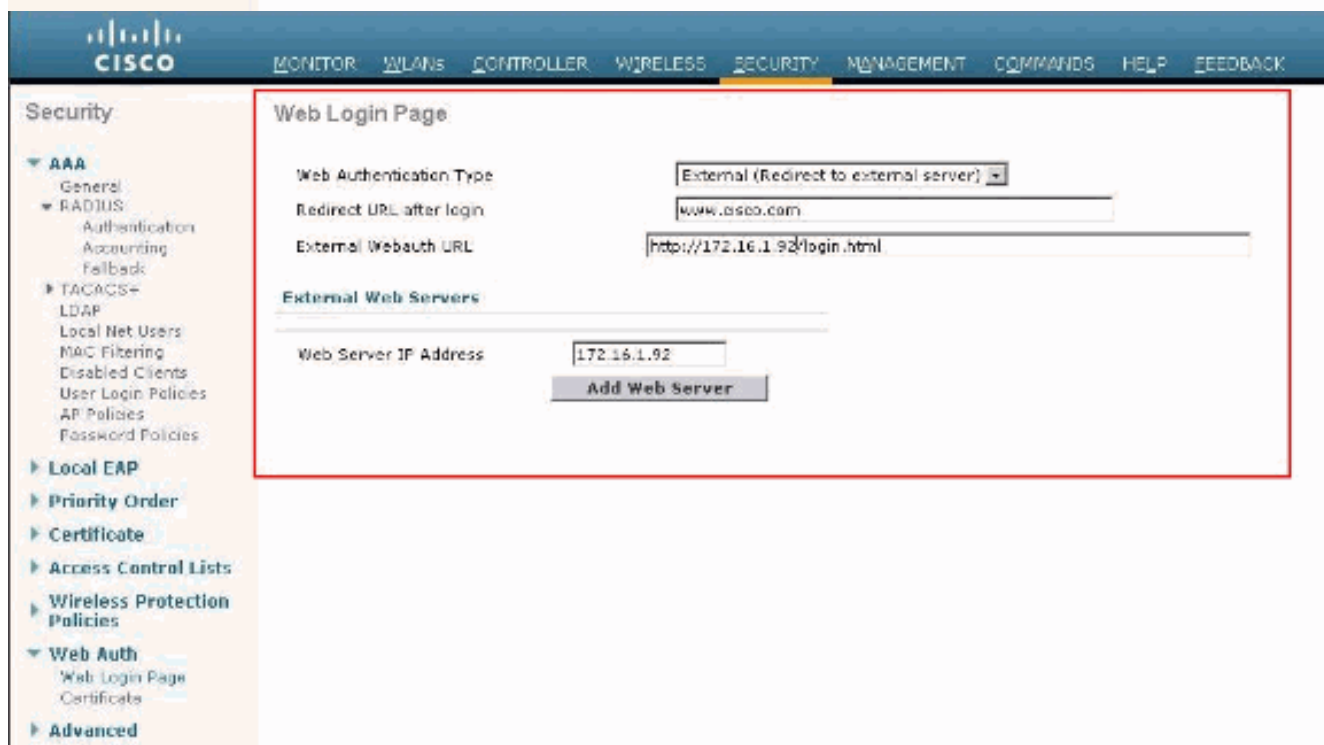 CISCO
MONITOR WLANs CONTROLLER WIRELESS SECURITY MANAGEMENT COMMANDS HELP FEEDBACK
Security
AAA
General
RADIUS
Authentication
Accounting
Fallback
TACACS+
LDAP
Local Net Users
MAC Filtering
Disabled Clients
User Login Policies
AP Policies
Password Policies
Local EAP
Priority Order
Certificate
Access Control Lists
Wireless Protection
Policies
Web Auth
Web Login Page
Certificate
Advanced
Web Login Page
Web Authentication Type External (Redirect to external server)
Redirect URL after login www.cisco.com
External Webauth URL http://172.16.1.92/login.html
External Web Servers
Web Server IP Address 172.16.1.92
Add Web Server